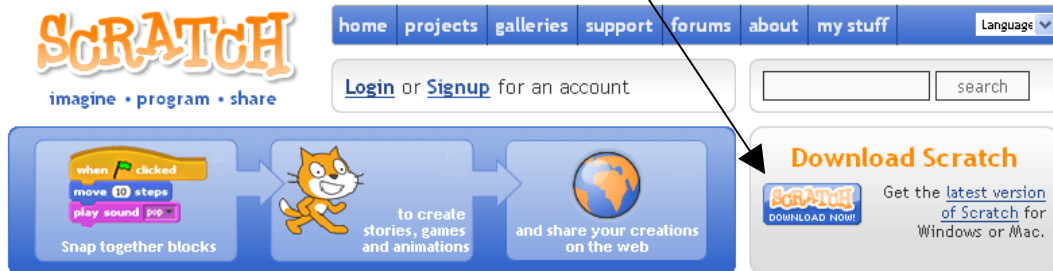 SCRATCH
imagine • program • share
home projects galleries support forums about my stuff Language
Login or Signup for an account
search
when clicked
move 10 steps
play sound pop
Snap together blocks
to create
stories, games
and animations
and share your creations
on the web
Download Scratch
SCRATCH
DOWNLOAD NOW!
Get the latest version
of Scratch for
Windows or Mac.